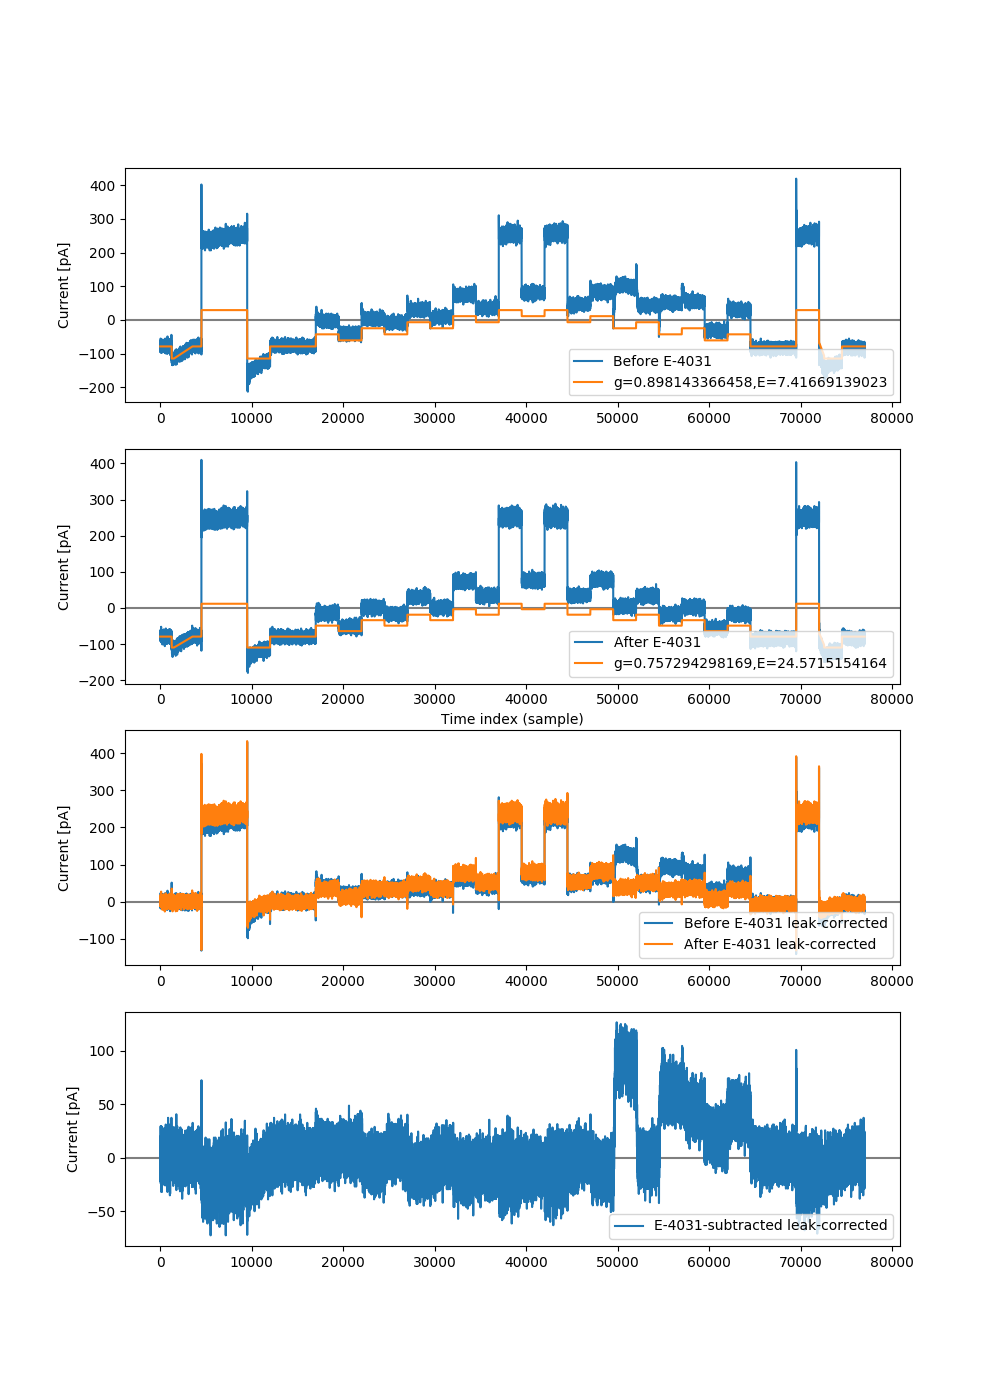 400
300
200
100
0
−100
−200
Current [pA]
Before E-4031
g=0.898143366458,E=7.41669139023
0 10000 20000 30000 40000 50000 60000 70000 80000
400
300
200
100
0
−100
−200
Current [pA]
After E-4031
g=0.757294298169,E=24.5715154164
0 10000 20000 30000 40000 50000 60000 70000 80000
Time index (sample)
400
300
200
100
0
−100
Current [pA]
Before E-4031 leak-corrected
After E-4031 leak-corrected
0 10000 20000 30000 40000 50000 60000 70000 80000
100
50
0
−50
Current [pA]
E-4031-subtracted leak-corrected
0 10000 20000 30000 40000 50000 60000 70000 80000